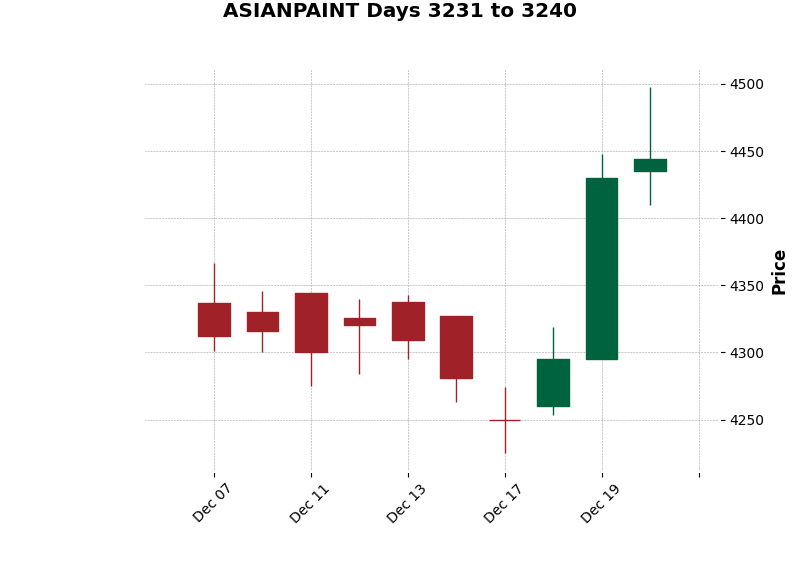 ASIANPAINT Days 3231 to 3240
4500
4450
4400
4350
4300
4250
Price
Dec 07
Dec 11
Dec 13
Dec 17
Dec 19